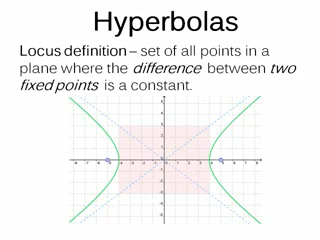 Hyperbolas
Locus definition – set of all points in a
plane where the difference between two
fixed points is a constant.